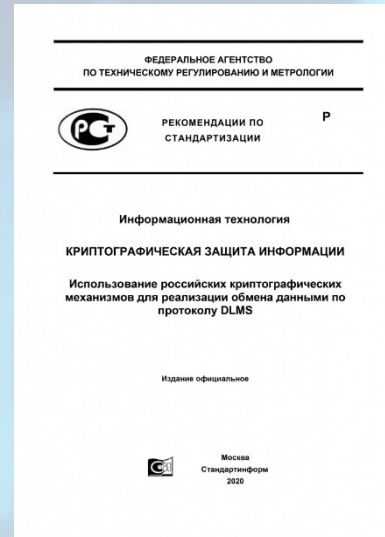 ФЕДЕРАЛЬНОЕ АГЕНТСТВО
ПО ТЕХНИЧЕСКОМУ РЕГУЛИРОВАНИЮ И МЕТРОЛОГИИ
РСТ
РЕКОМЕНДАЦИИ ПО
СТАНДАРТИЗАЦИИ
Р
Информационная технология
КРИПТОГРАФИЧЕСКАЯ ЗАЩИТА ИНФОРМАЦИИ
Использование российских криптографических
механизмов для реализации обмена данными по
протоколу DLMS
Издание официальное
Москва
Стандартинформ
2020